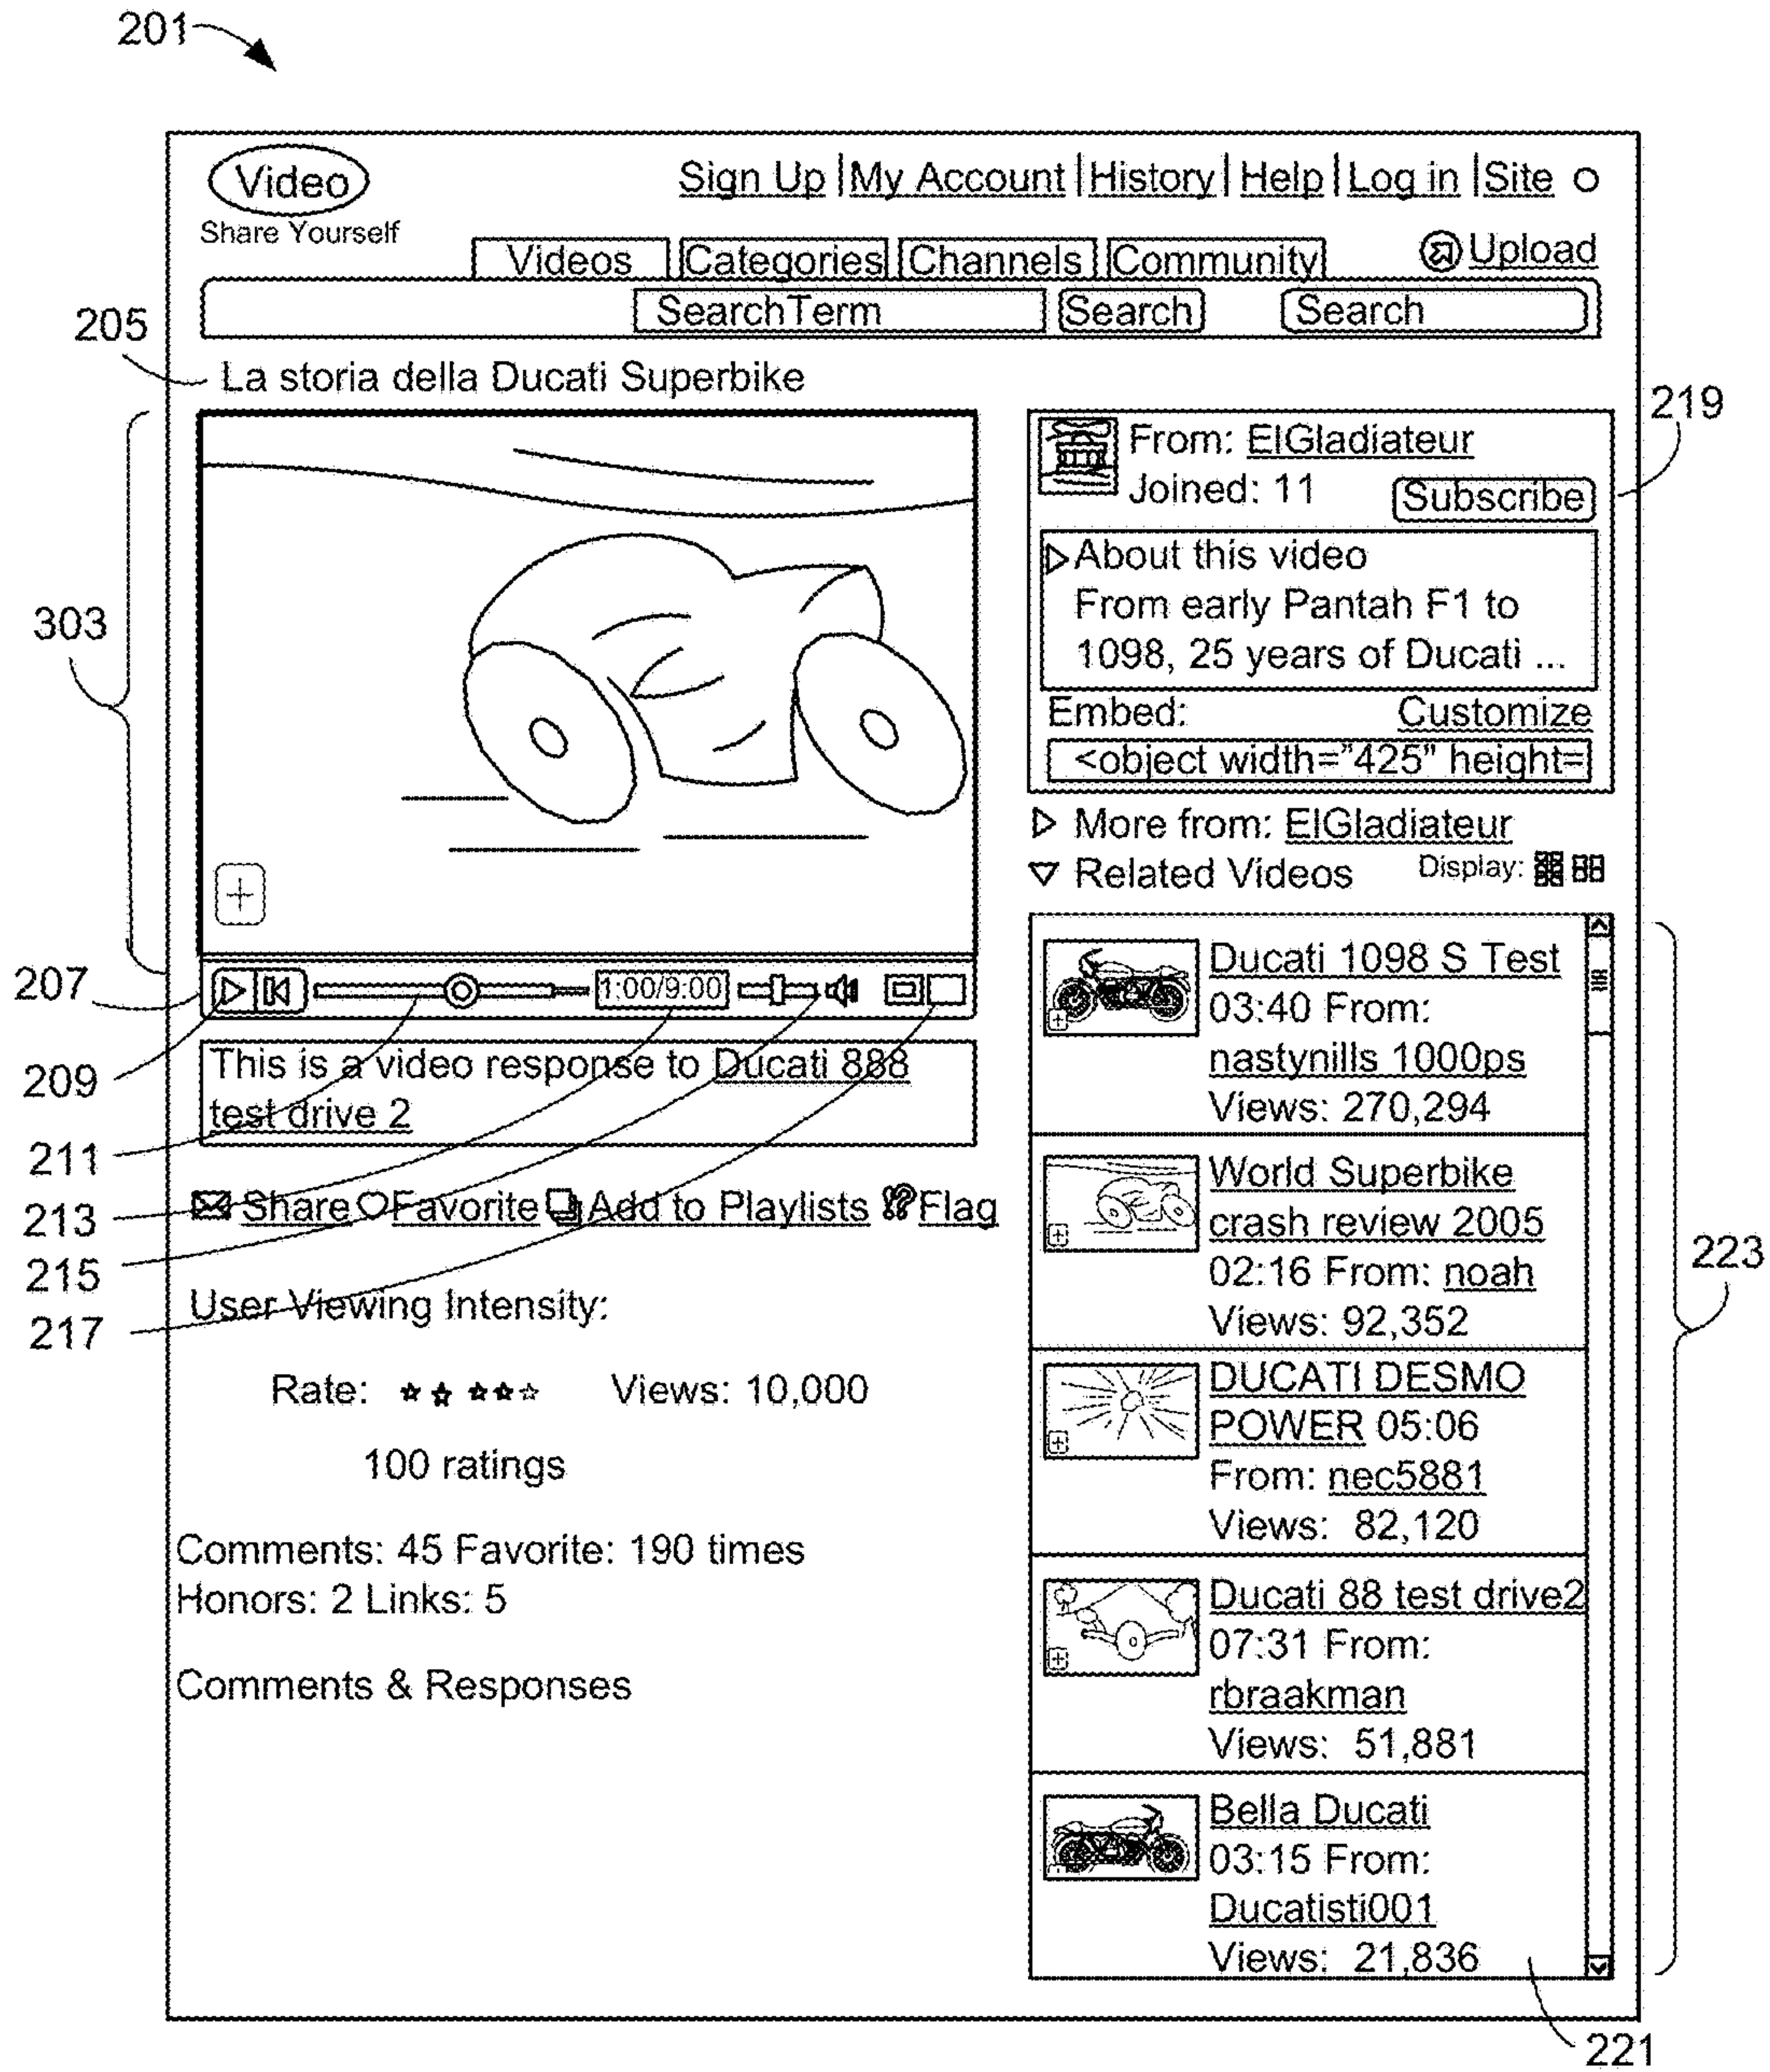 201
Video
Share Yourself
Sign Up | My Account | History | Help | Log in | Site
Videos Categories Channels Community Upload
SearchTerm Search Search
205
La storia della Ducati Superbike
303
219
From: ElGladiateur
Joined: 11 Subscribe
About this video
From early Pantah F1 to
1098, 25 years of Ducati ...
Embed: Customize
<object width="425" height=
More from: ElGladiateur
Related Videos Display:
207
1:00/9:00
209
This is a video response to Ducati 888
test drive 2
211
213
Share Favorite Add to Playlists Flag
215
217
User Viewing Intensity:
Rate: Views: 10,000
100 ratings
Comments: 45 Favorite: 190 times
Honors: 2 Links: 5
Comments & Responses
Ducati 1098 S Test
03:40 From:
nastynills 1000ps
Views: 270,294
World Superbike
crash review 2005
02:16 From: noah
Views: 92,352
223
DUCATI DESMO
POWER 05:06
From: nec5881
Views: 82,120
Ducati 88 test drive2
07:31 From:
rbraakman
Views: 51,881
Bella Ducati
03:15 From:
Ducatisti001
Views: 21,836
221